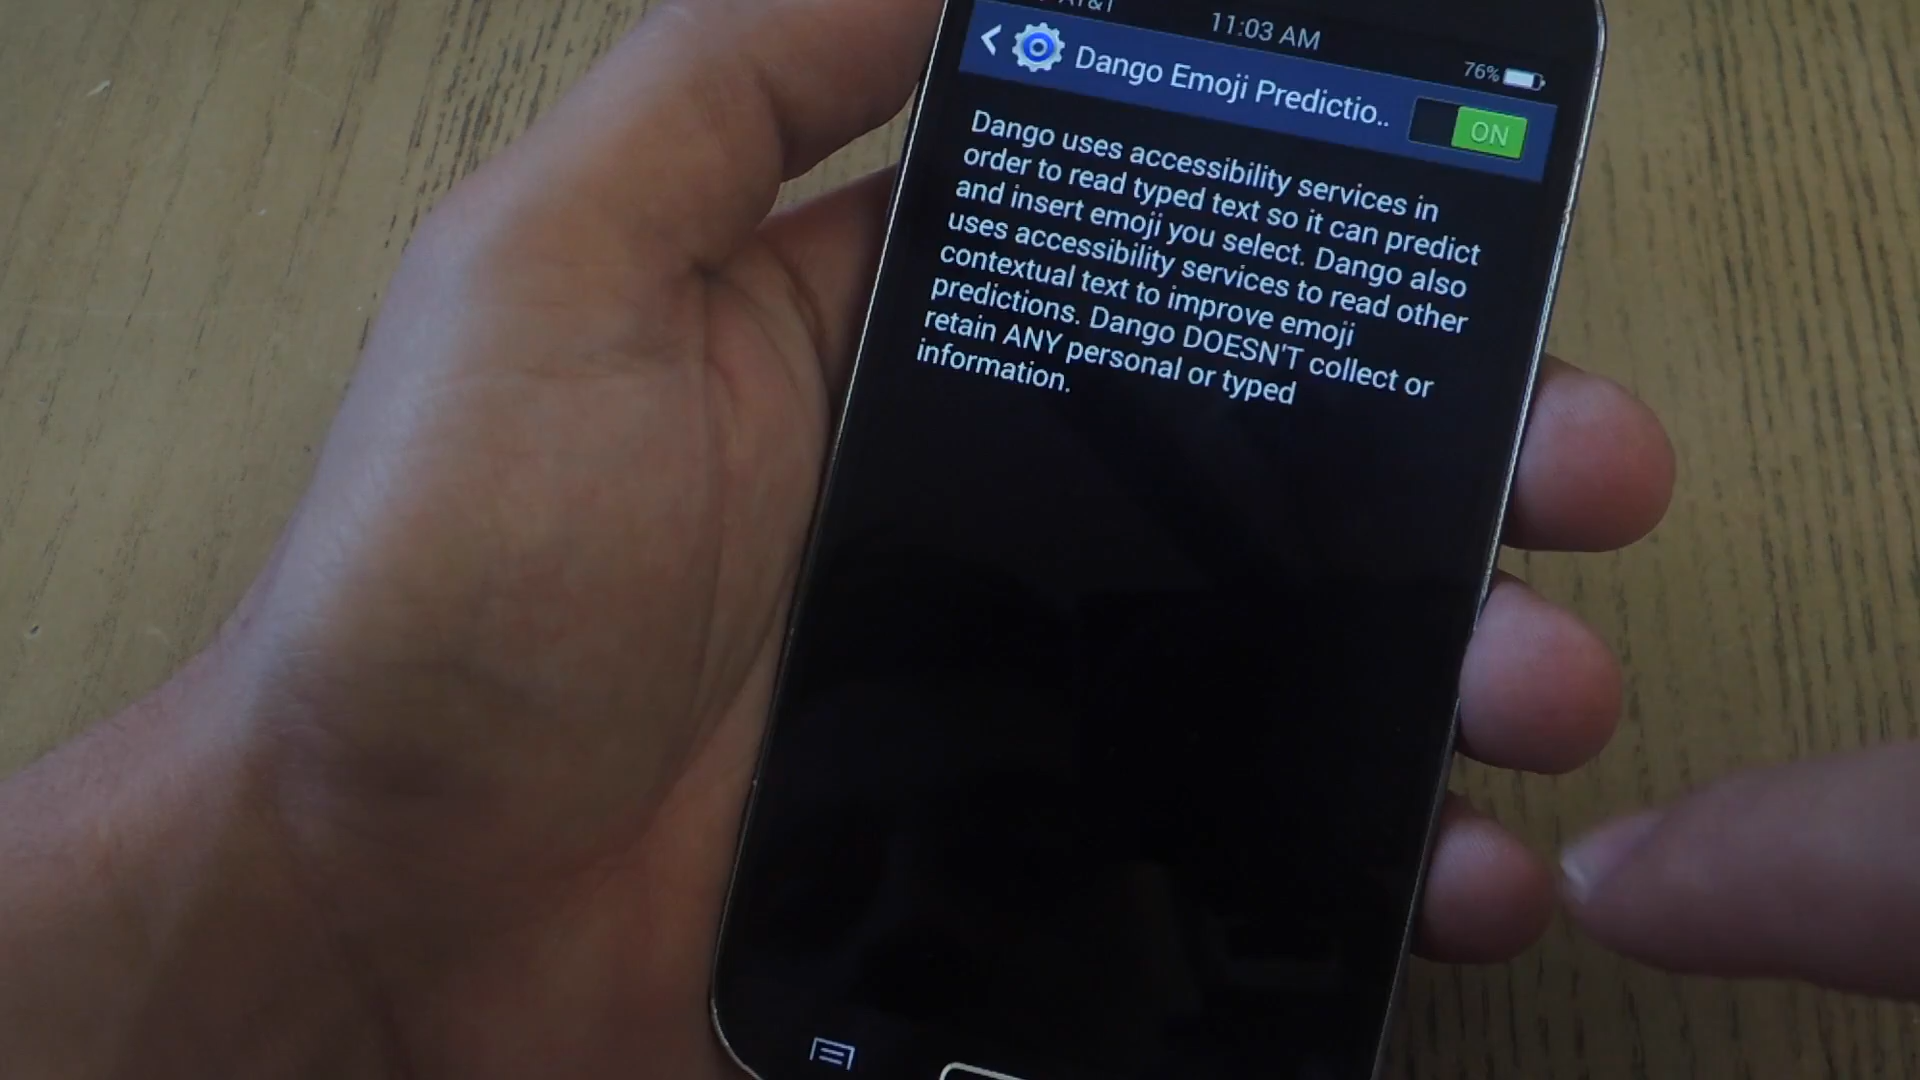 AT&T
11:03 AM
76%
Dango Emoji Predictio..
ON
Dango uses accessibility services in
order to read typed text so it can predict
and insert emoji you select. Dango also
uses accessibility services to read other
contextual text to improve emoji
predictions. Dango DOESN'T collect or
retain ANY personal or typed
information.